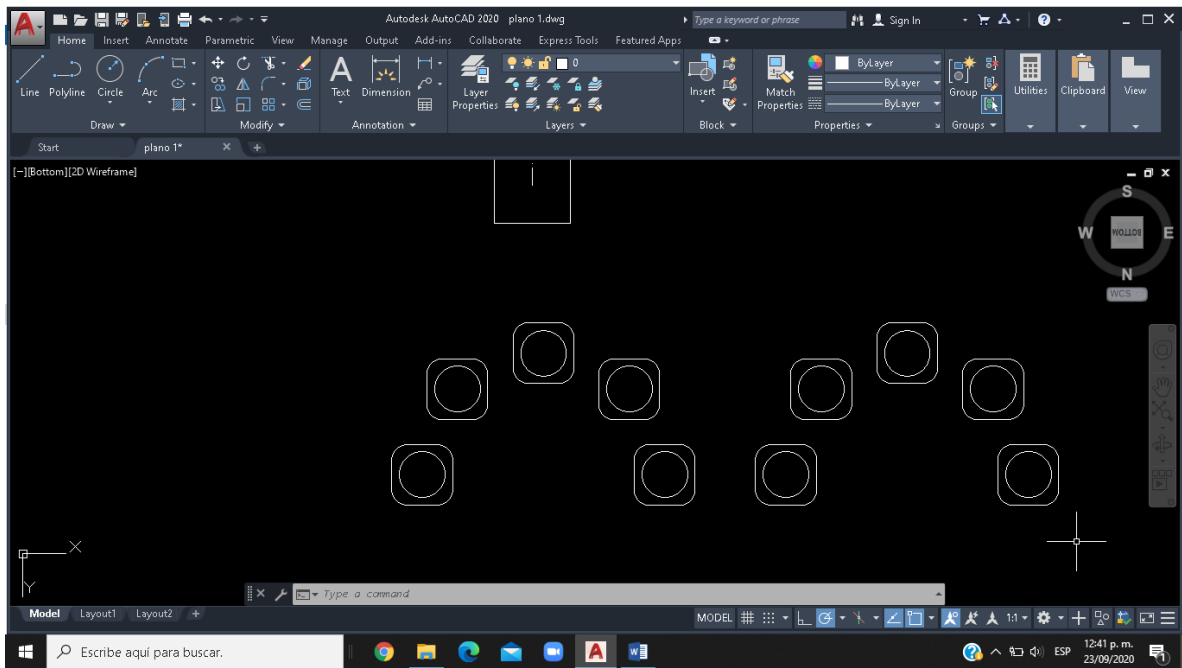 Autodesk AutoCAD 2020 plano 1.dwg Type a keyword or phrase Sign In
Home Insert Annotate Parametric View Manage Output Add-ins Collaborate Express Tools Featured Apps
0 ByLayer
Line Polyline Circle Arc Text Dimension Layer Properties Insert Match Properties ByLayer Group Utilities Clipboard View
ByLayer
Draw Modify Annotation Layers Block Properties Groups
Start plano 1* +
[−][Bottom][2D Wireframe]
S
W BOTTOM E
N
WCS
X
Y
Type a command
Model Layout1 Layout2 + MODEL 1:1
Escribe aquí para buscar. ESP 12:41 p. m.
23/09/2020